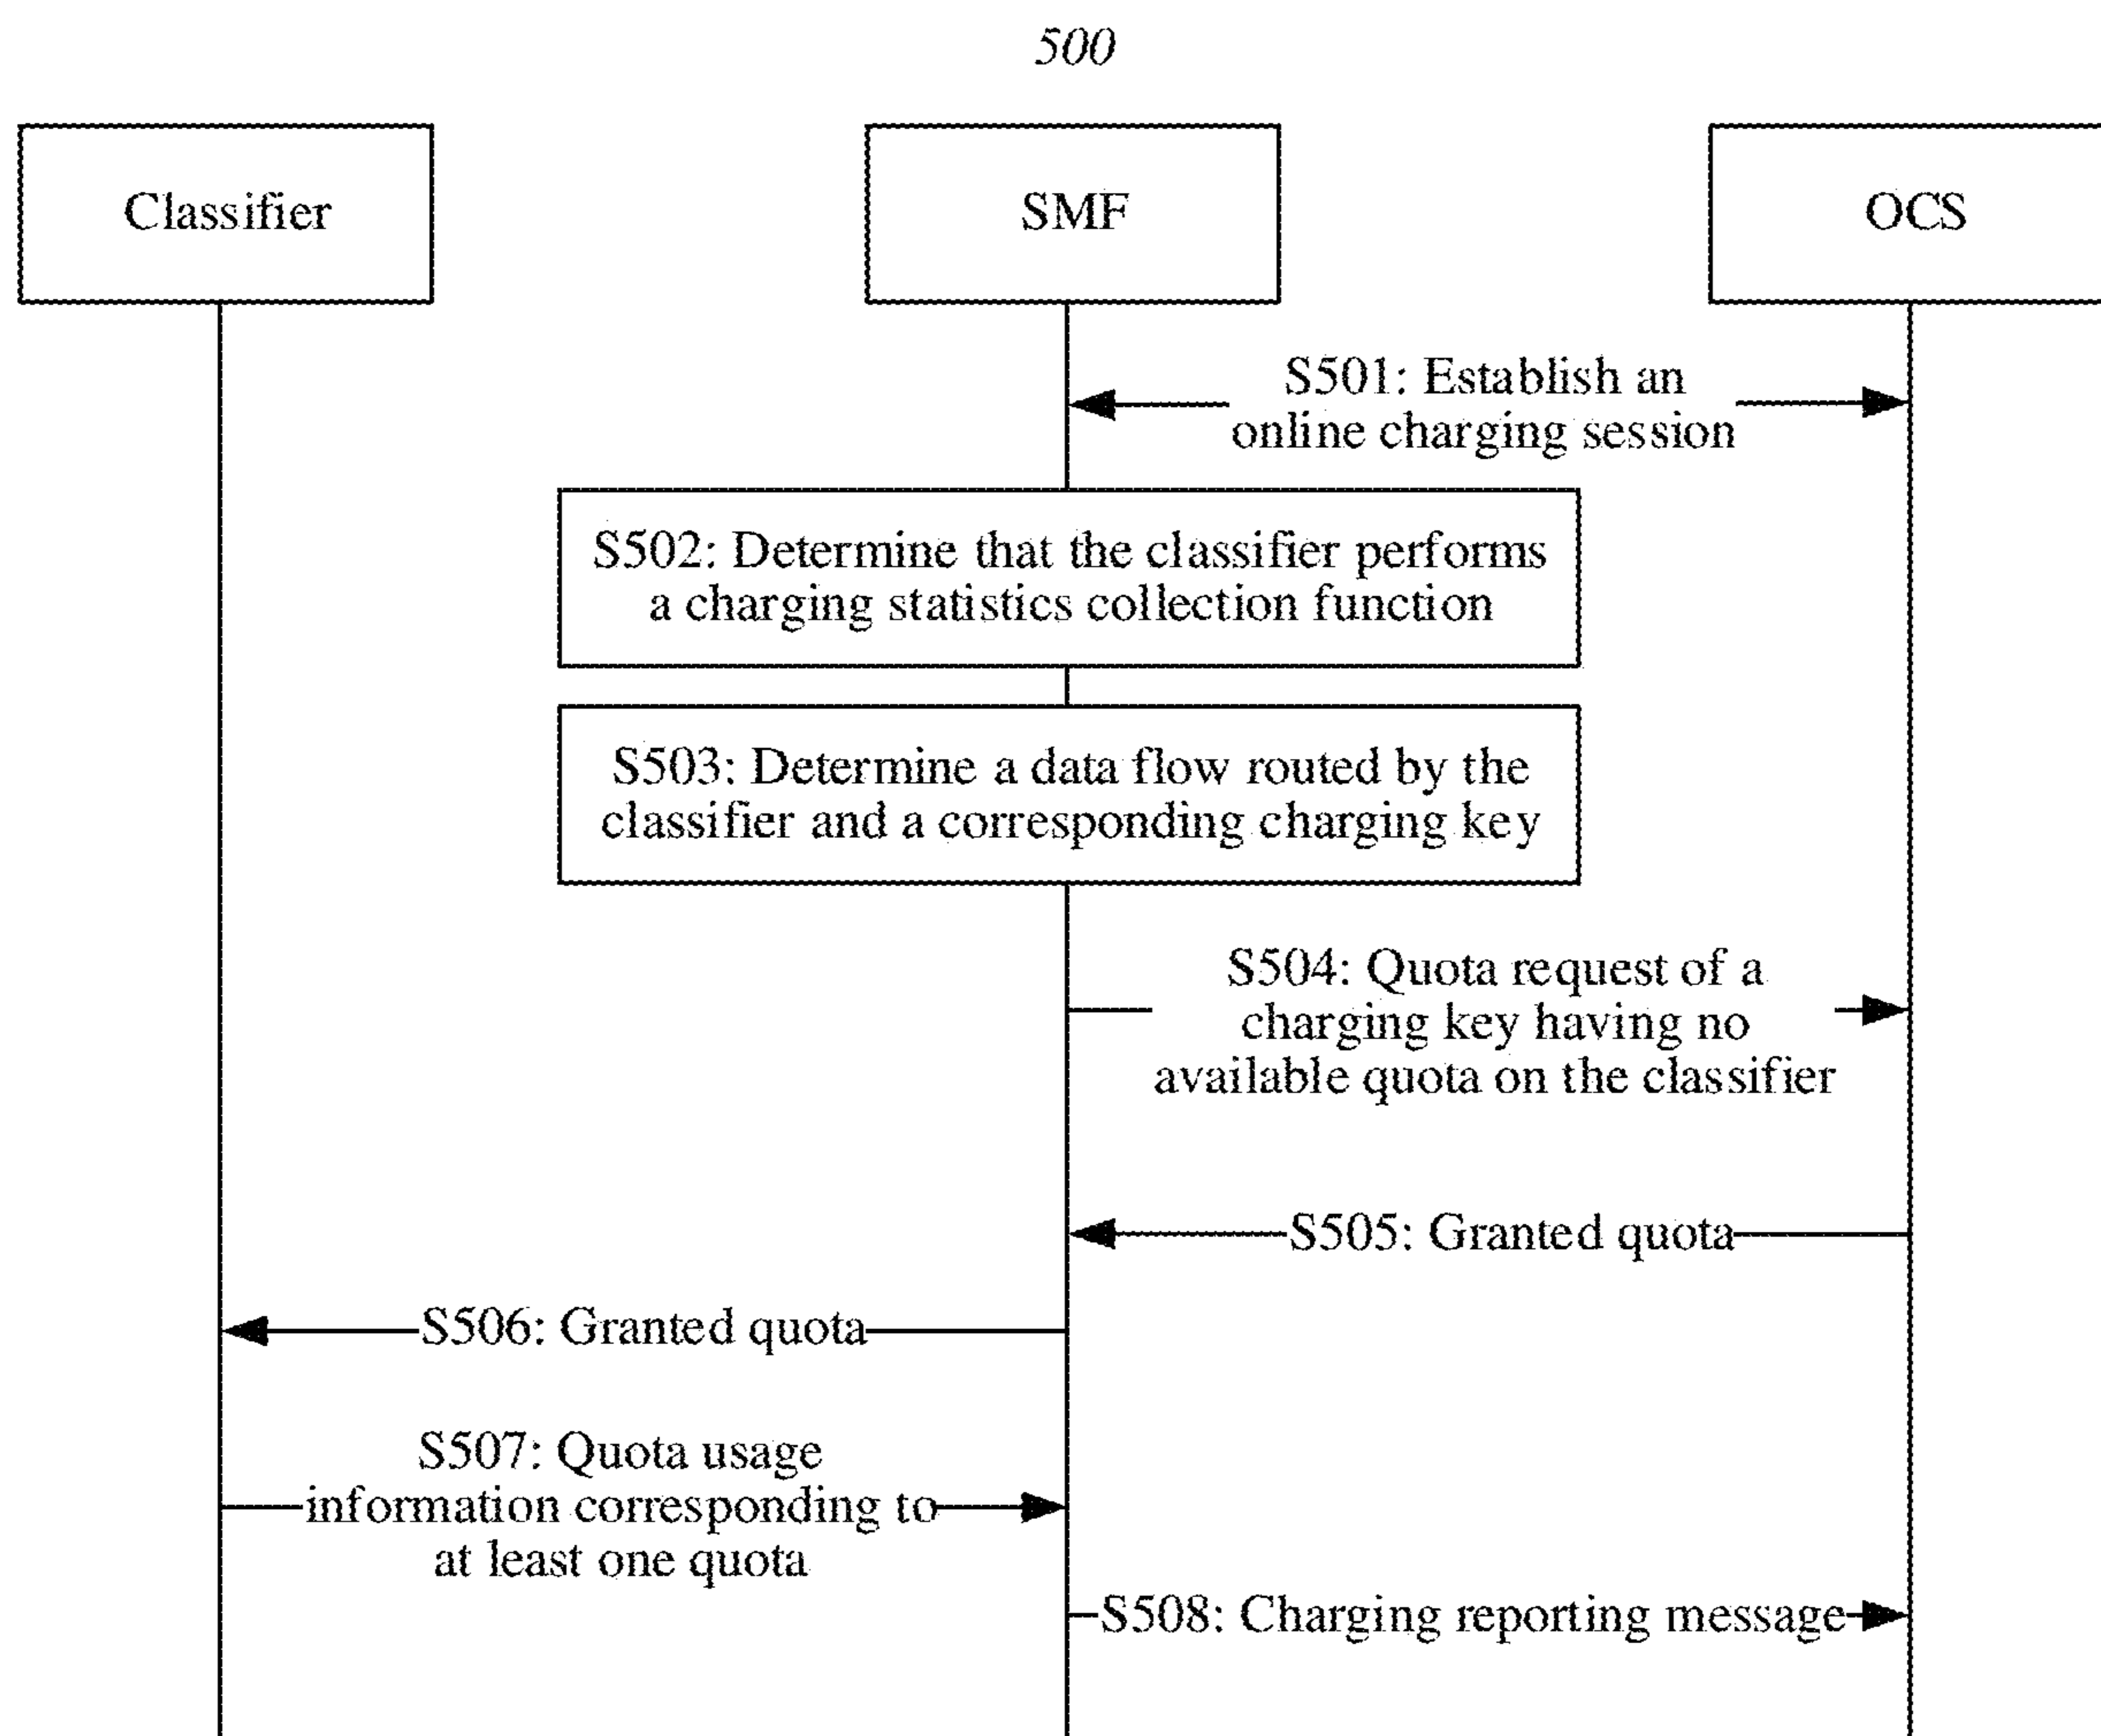 500
Classifier
SMF
OCS
S501: Establish an
online charging session
S502: Determine that the classifier performs
a charging statistics collection function
S503: Determine a data flow routed by the
classifier and a corresponding charging key
S504: Quota request of a
charging key having no
available quota on the classifier
S505: Granted quota
S506: Granted quota
S507: Quota usage
information corresponding to
at least one quota
S508: Charging reporting message